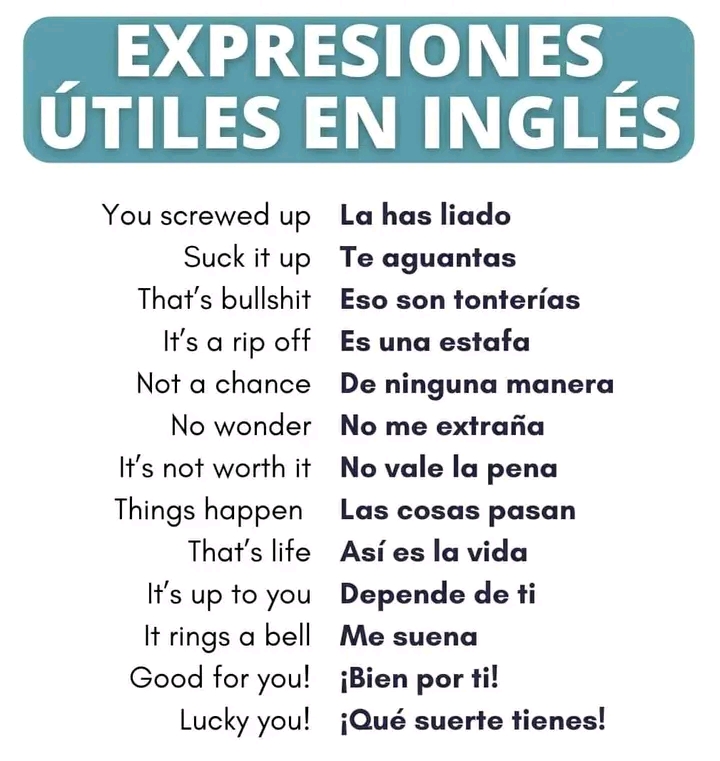 EXPRESIONES
ÚTILES EN INGLÉS
You screwed up La has liado
Suck it up Te aguantas
That's bullshit Eso son tonterías
It's a rip off Es una estafa
Not a chance De ninguna manera
No wonder No me extraña
It's not worth it No vale la pena
Things happen Las cosas pasan
That's life Así es la vida
It's up to you Depende de ti
It rings a bell Me suena
Good for you! ¡Bien por ti!
Lucky you! ¡Qué suerte tienes!